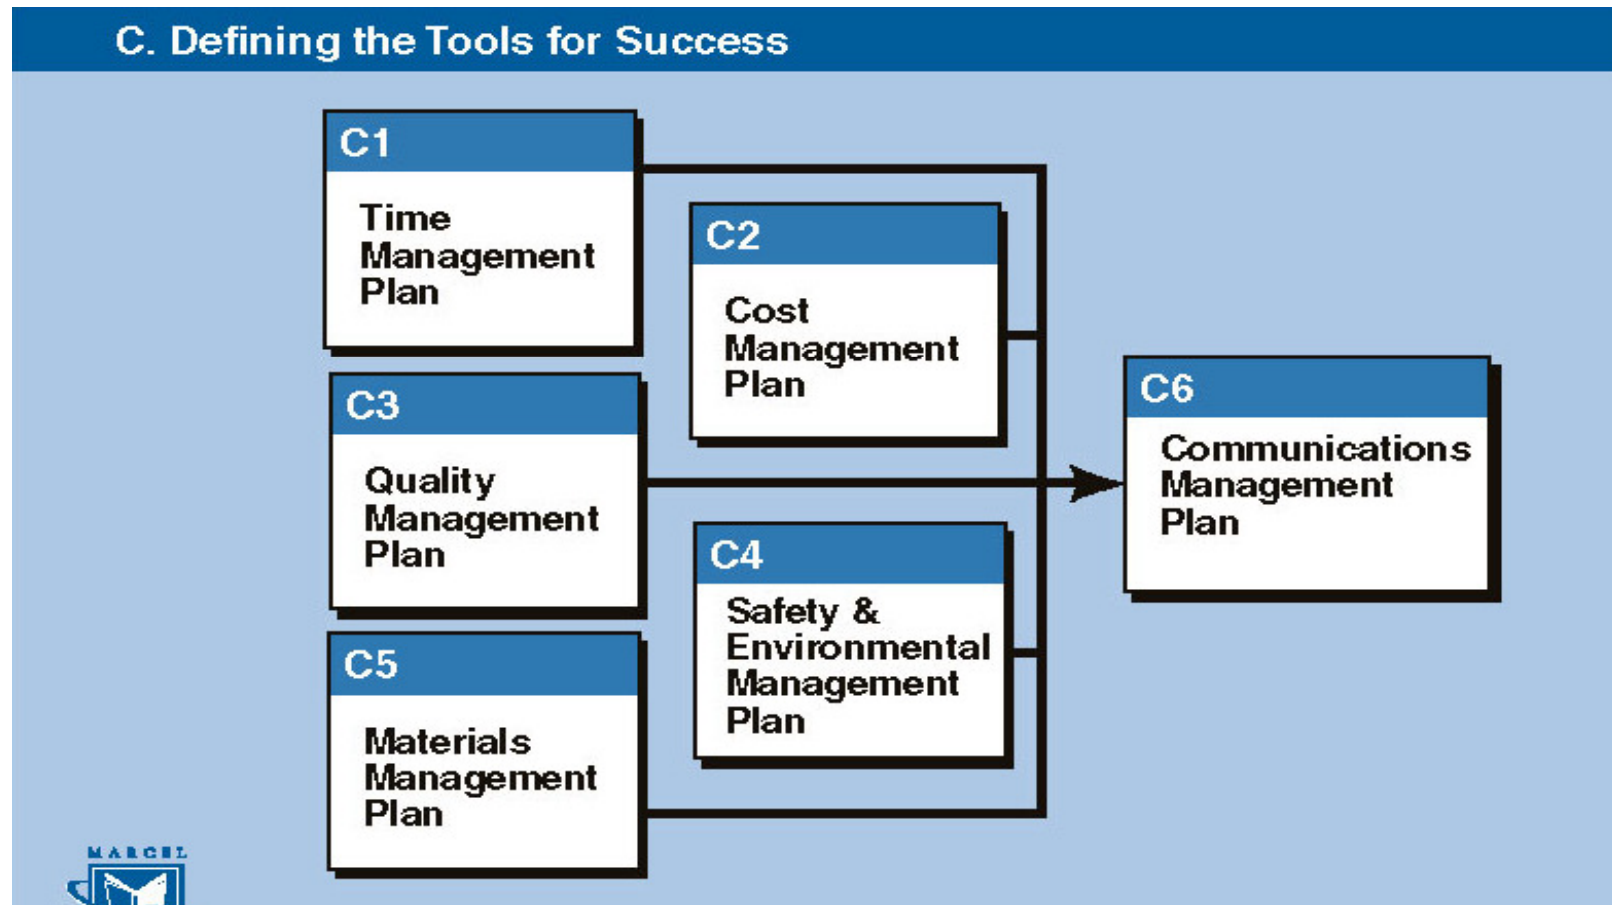 C. Defining the Tools for Success
C1
Time
Management
Plan
C2
Cost
Management
Plan
C3
Quality
Management
Plan
C4
Safety &
Environmental
Management
Plan
C5
Materials
Management
Plan
C6
Communications
Management
Plan
MARCEL